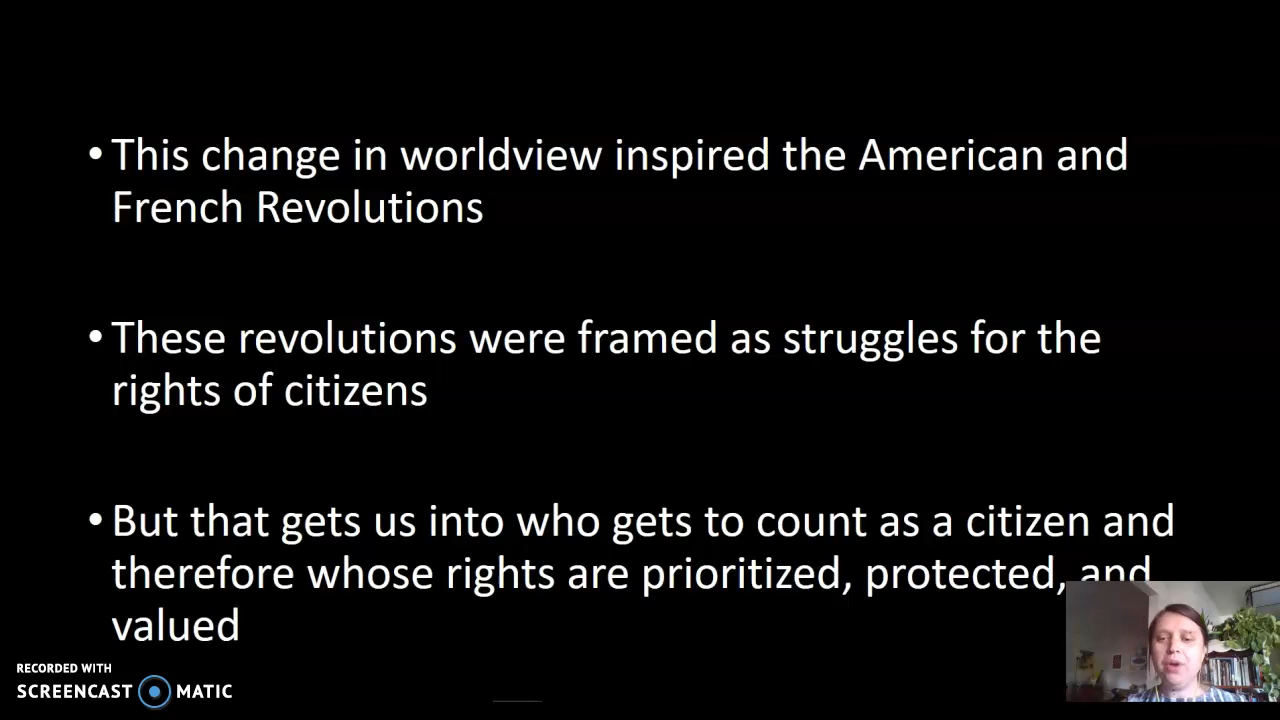 • This change in worldview inspired the American and
French Revolutions
• These revolutions were framed as struggles for the
rights of citizens
• But that gets us into who gets to count as a citizen and
therefore whose rights are prioritized, protected, and
valued
RECORDED WITH
SCREENCAST MATIC